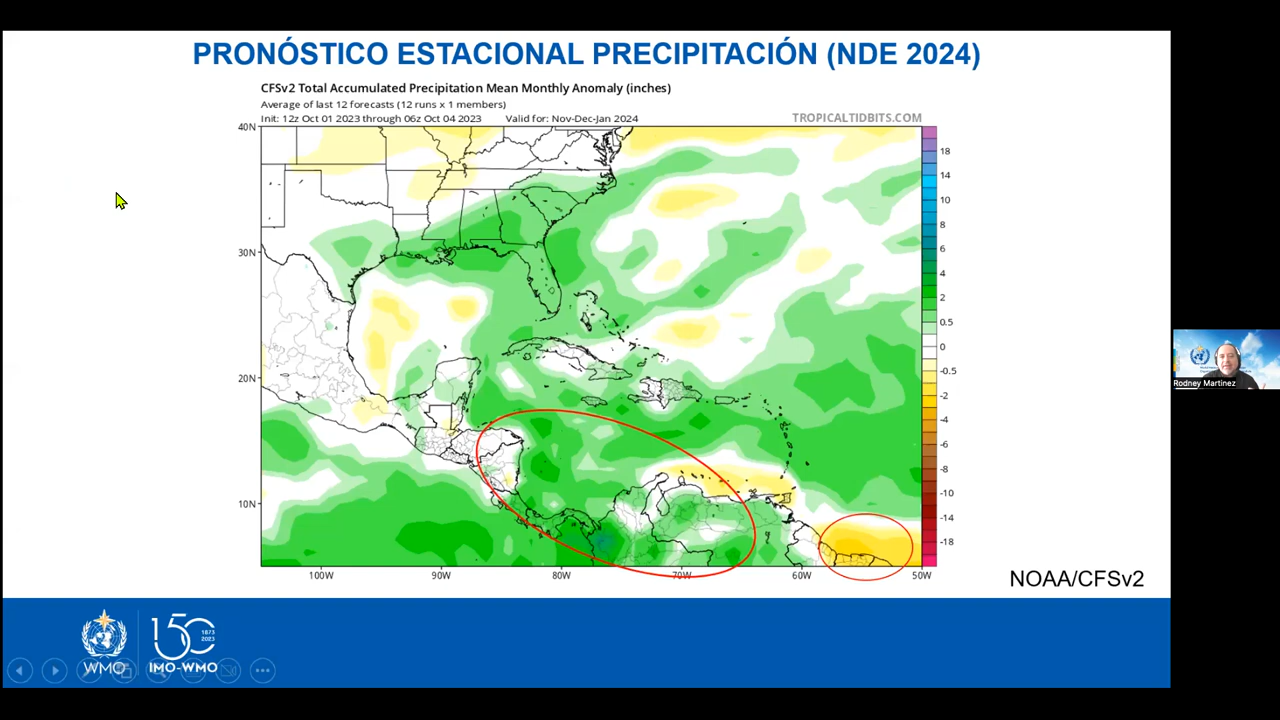 PRONÓSTICO ESTACIONAL PRECIPITACIÓN (NDE 2024)
CFSv2 Total Accumulated Precipitation Mean Monthly Anomaly (inches)
Average of last 12 forecasts (12 runs x 1 members)
Init: 12z Oct 01 2023 through 06z Oct 04 2023 Valid for: Nov-Dec-Jan 2024
TROPICALTIDBITS.COM
40N
30N
20N
10N
100W 90W 80W 70W 60W 50W
18
14
10
8
6
4
2
0.5
0
-0.5
-2
-4
-6
-8
-10
-14
-18
NOAA/CFSv2
Rodney Martinez
WMO
150
1873
2023
IMO-WMO